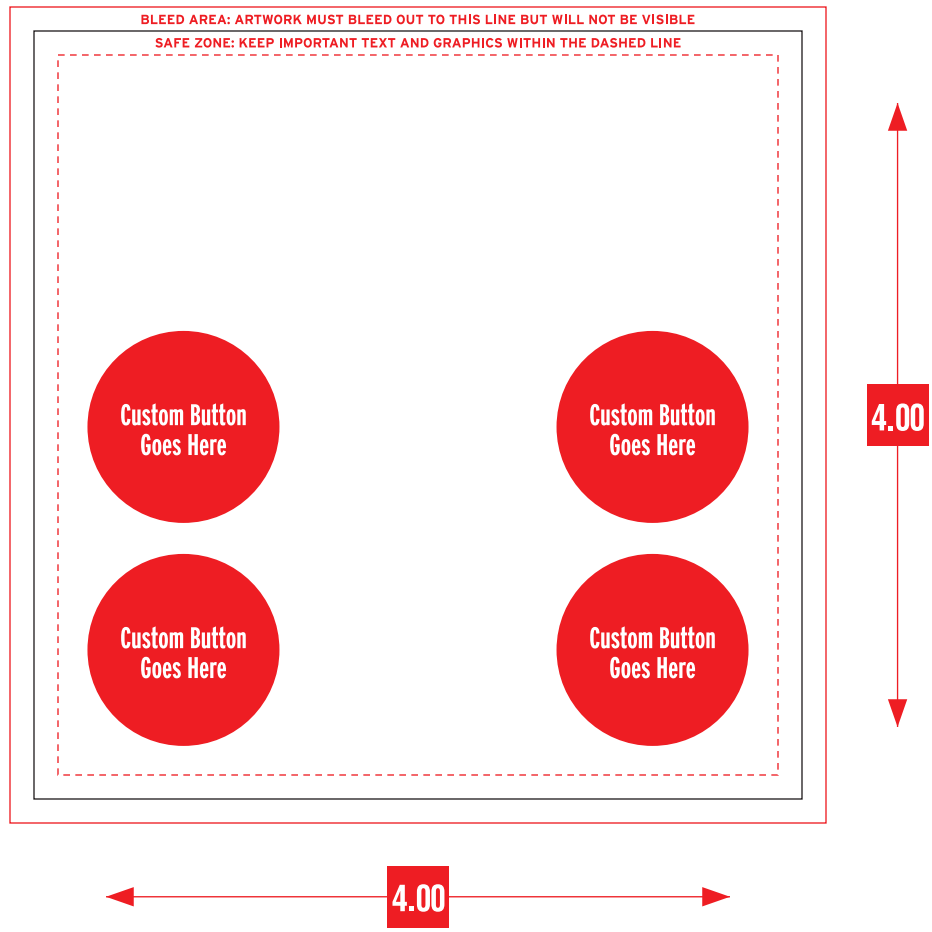 BLEED AREA: ARTWORK MUST BLEED OUT TO THIS LINE BUT WILL NOT BE VISIBLE
SAFE ZONE: KEEP IMPORTANT TEXT AND GRAPHICS WITHIN THE DASHED LINE
Custom Button
Goes Here
Custom Button
Goes Here
4.00
Custom Button
Goes Here
Custom Button
Goes Here
4.00